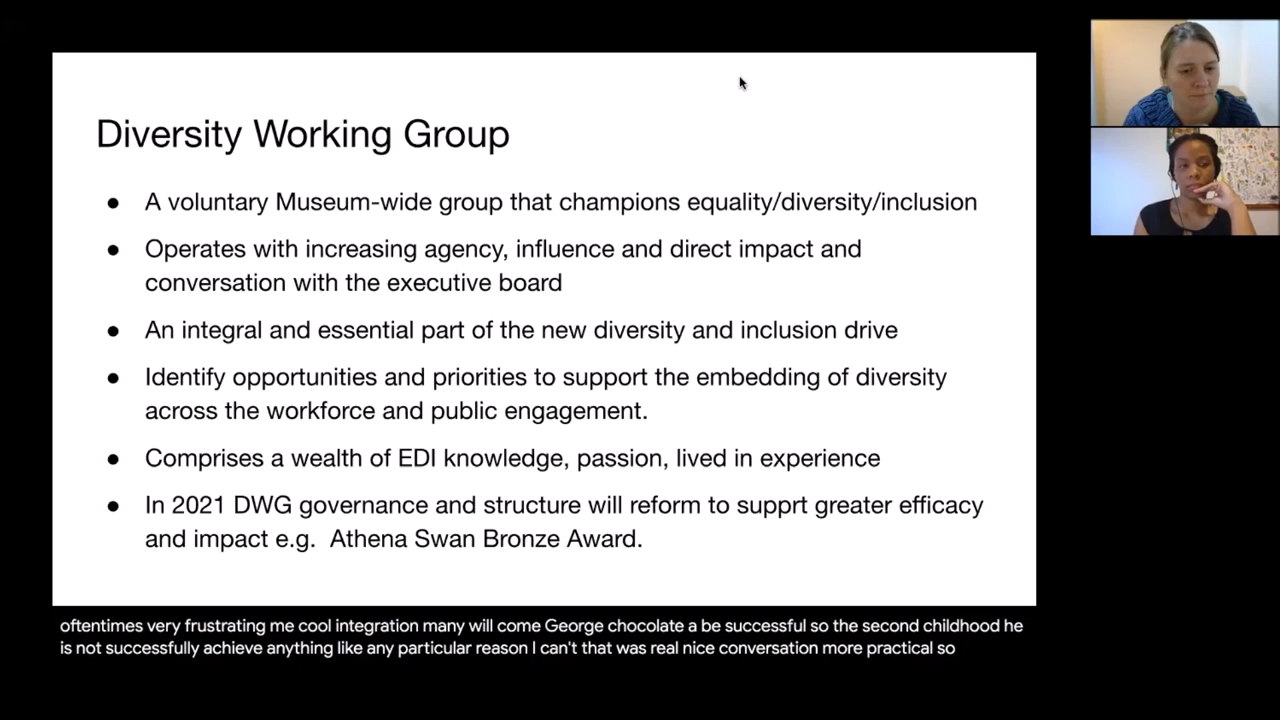 Diversity Working Group
● A voluntary Museum-wide group that champions equality/diversity/inclusion
● Operates with increasing agency, influence and direct impact and
conversation with the executive board
● An integral and essential part of the new diversity and inclusion drive
● Identify opportunities and priorities to support the embedding of diversity
across the workforce and public engagement.
● Comprises a wealth of EDI knowledge, passion, lived in experience
● In 2021 DWG governance and structure will reform to supprt greater efficacy
and impact e.g. Athena Swan Bronze Award.
oftentimes very frustrating me cool integration many will come George chocolate a be successful so the second childhood he
is not successfully achieve anything like any particular reason I can't that was real nice conversation more practical so